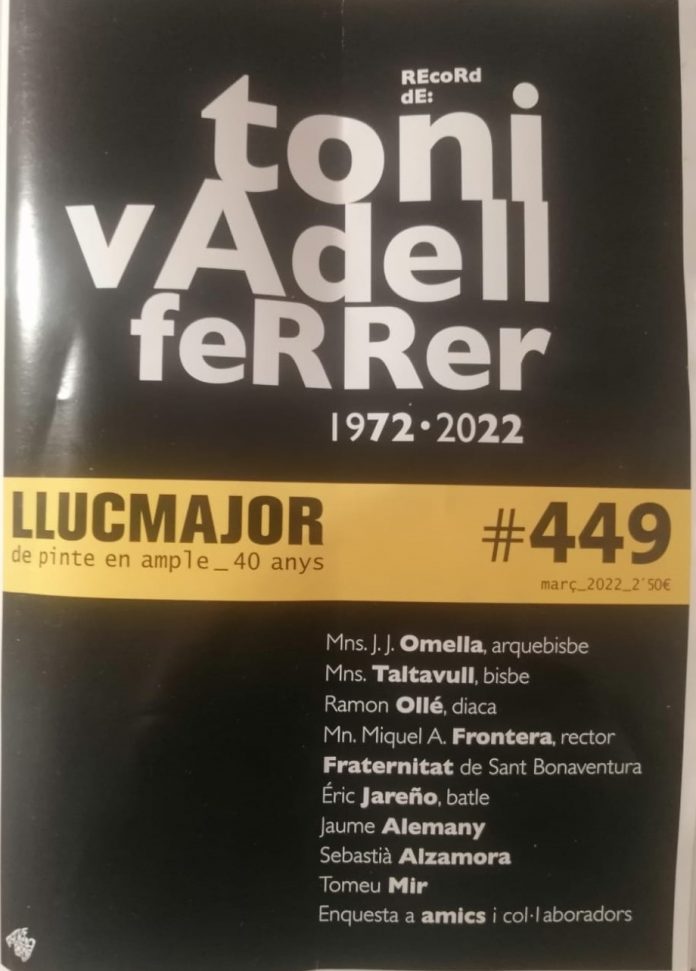 REcoRd
dE:
toni
vAdell
feRRer
1972·2022
LLUCMAJOR
de pinte en ample_40 anys
#449
març_2022_2'50€
Mns. J. J. Omella, arquebisbe
Mns. Taltavull, bisbe
Ramon Ollé, diaca
Mn. Miquel A. Frontera, rector
Fraternitat de Sant Bonaventura
Éric Jareño, batle
Jaume Alemany
Sebastià Alzamora
Tomeu Mir
Enquesta a amics i col·laboradors